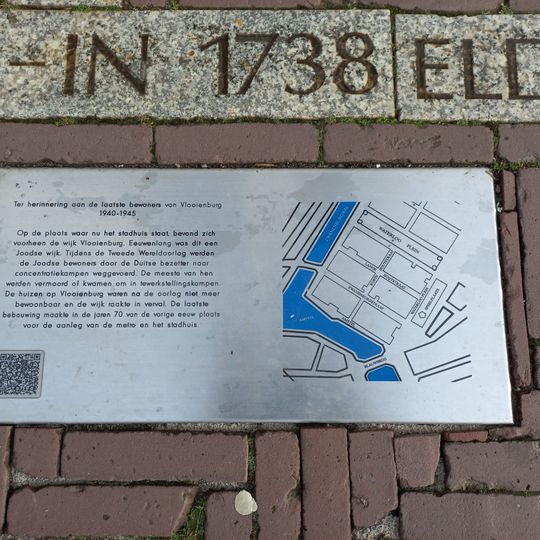 -IN 1738 ELD
Ter herinnering aan de laatste bewoners van Vlooienburg
1940-1945
Op de plaats waar nu het stadhuis staat, bevond zich
voorheen de wijk Vlooienburg. Eeuwenlang was dit een
Joodse wijk. Tijdens de Tweede Wereldoorlog werden
de Joodse bewoners door de Duitse bezetter naar
concentratiekampen weggevoerd. De meeste van hen
werden vermoord of kwamen om in tewerkstellingskampen.
De huizen op Vlooienburg waren na de oorlog niet meer
bewoonbaar en de wijk raakte in verval. De laatste
bebouwing maakte in de jaren 70 van de vorige eeuw plaats
voor de aanleg van de metro en het stadhuis.
WATERLOO PLEIN
AMSTEL
BLAUWBRUG